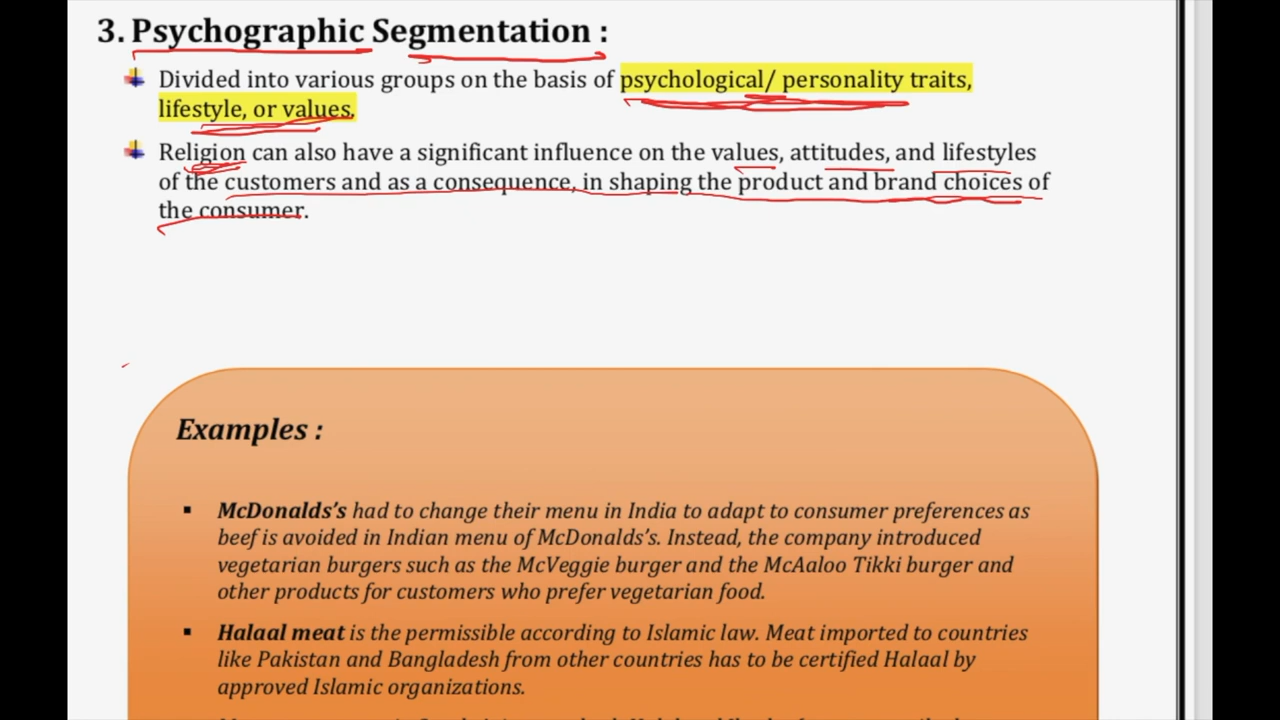 3. Psychographic Segmentation :
Divided into various groups on the basis of psychological/ personality traits,
lifestyle, or values.
Religion can also have a significant influence on the values, attitudes, and lifestyles
of the customers and as a consequence, in shaping the product and brand choices of
the consumer.
Examples :
▪ McDonalds's had to change their menu in India to adapt to consumer preferences as
beef is avoided in Indian menu of McDonalds's. Instead, the company introduced
vegetarian burgers such as the McVeggie burger and the McAaloo Tikki burger and
other products for customers who prefer vegetarian food.
▪ Halaal meat is the permissible according to Islamic law. Meat imported to countries
like Pakistan and Bangladesh from other countries has to be certified Halaal by
approved Islamic organizations.